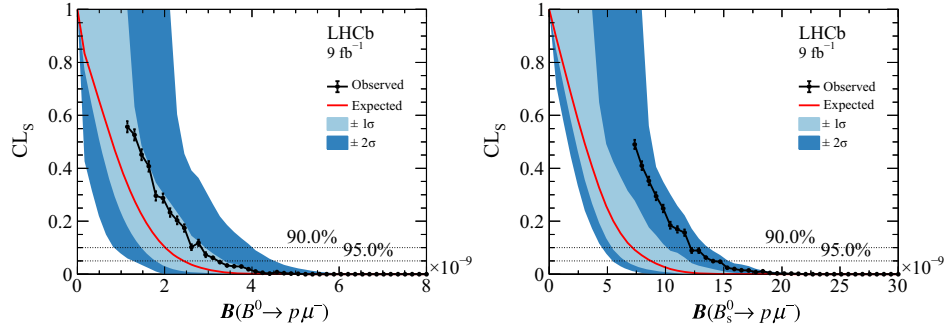 LHCb
9 fb⁻¹
Observed
Expected
± 1σ
± 2σ
CL_S
1
0.8
0.6
0.4
0.2
0
90.0%
95.0%
0 2 4 6 8
×10⁻⁹
B(B⁰→ pμ⁻)
LHCb
9 fb⁻¹
Observed
Expected
± 1σ
± 2σ
CL_S
1
0.8
0.6
0.4
0.2
0
90.0%
95.0%
0 5 10 15 20 25 30
×10⁻⁹
B(B⁰_s→ pμ⁻)